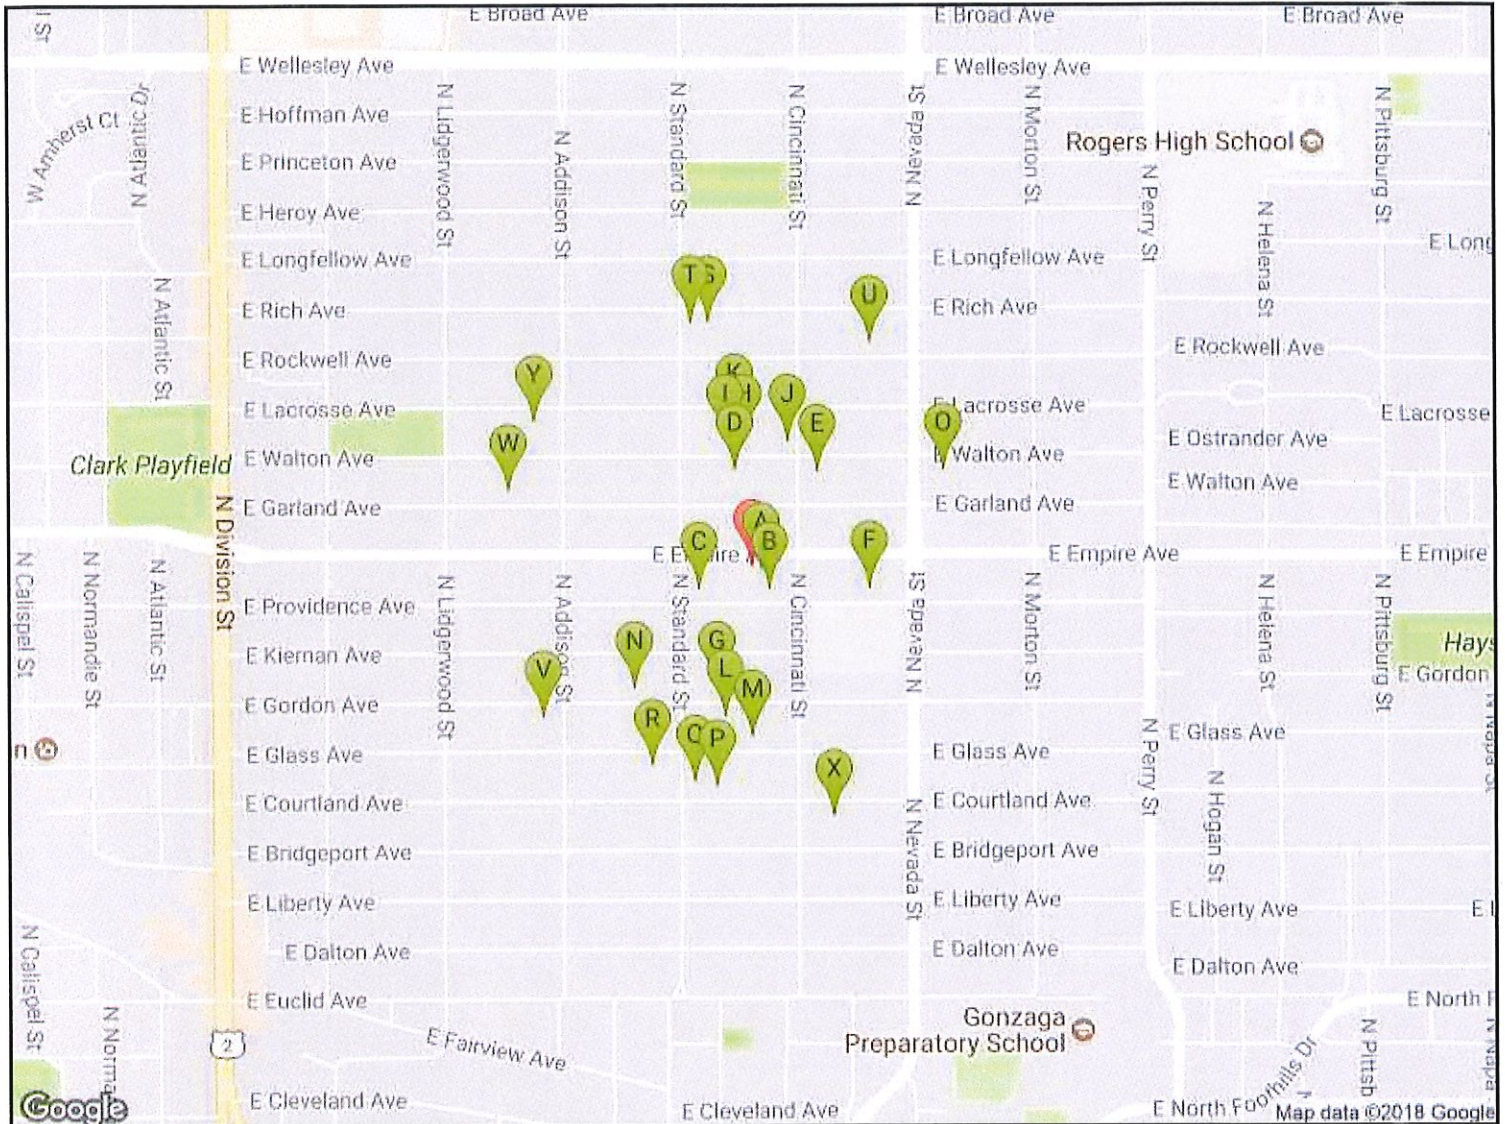 E Broad Ave
E Broad Ave
E Broad Ave
St
E Wellesley Ave
E Wellesley Ave
N Atlantic Dr
W Amherst Ct
E Hoffman Ave
N Lidgerwood St
N Addison St
N Standard St
N Cincinnati St
N Nevada St
N Morton St
Rogers High School
N Pittsburg St
E Princeton Ave
N Perry St
E Heroy Ave
N Helena St
E Longfellow Ave
E Longfellow Ave
E Long
T
S
U
N Atlantic St
E Rich Ave
E Rich Ave
E Rockwell Ave
E Rockwell Ave
Y
K
I
H
J
E Lacrosse Ave
E Lacrosse Ave
E Lacrosse
D
E
O
W
E Ostrander Ave
Clark Playfield
E Walton Ave
Walton Ave
E Walton Ave
E Garland Ave
E Garland Ave
N Division St
A
C
B
F
E Empire Ave
E Empire
N Calispel St
N Normandie St
N Atlantic St
E Providence Ave
N Lidgerwood St
N Addison St
N Standard St
N Cincinnati St
N Nevada St
N Morton St
N Helena St
N Pittsburg St
N
G
Hays
E Kiernan Ave
V
L
M
E Gordon
E Gordon Ave
R
P
E Glass Ave
E Glass Ave
E Glass Ave
n
N Perry St
N Napa St
X
E Courtland Ave
E Courtland Ave
N Hogan St
N Nevada St
E Bridgeport Ave
E Bridgeport Ave
E Liberty Ave
E Liberty Ave
E Liberty Ave
E L
N Calispel St
E Dalton Ave
E Dalton Ave
E Dalton Ave
E Euclid Ave
E North F
N Norma
2
E Fairview Ave
Gonzaga
Preparatory School
N Pittsb
N Napa
E Cleveland Ave
E Cleveland Ave
E North Foothills Dr
Google
Map data ©2018 Google